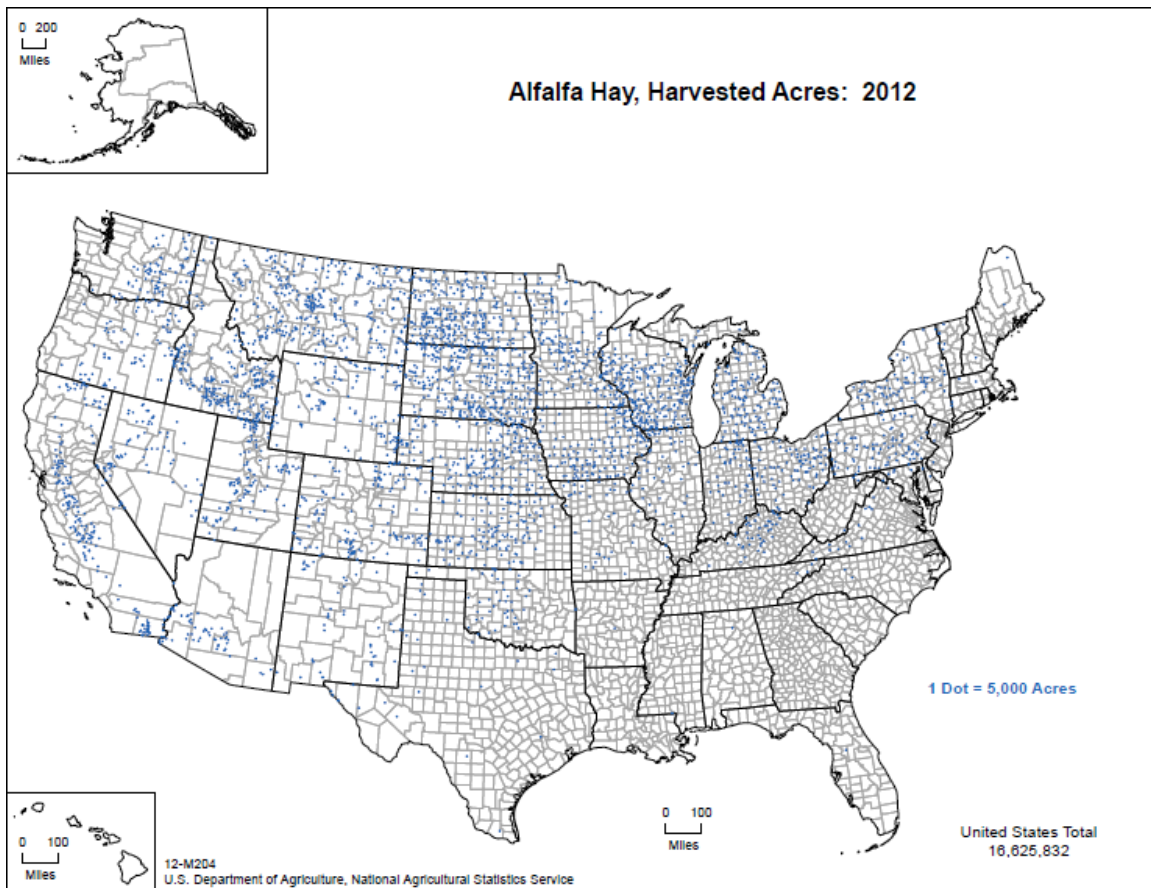 0 200
Miles
Alfalfa Hay, Harvested Acres: 2012
1 Dot = 5,000 Acres
0 100
Miles
0 100
Miles
United States Total
16,625,832
12-M204
U.S. Department of Agriculture, National Agricultural Statistics Service